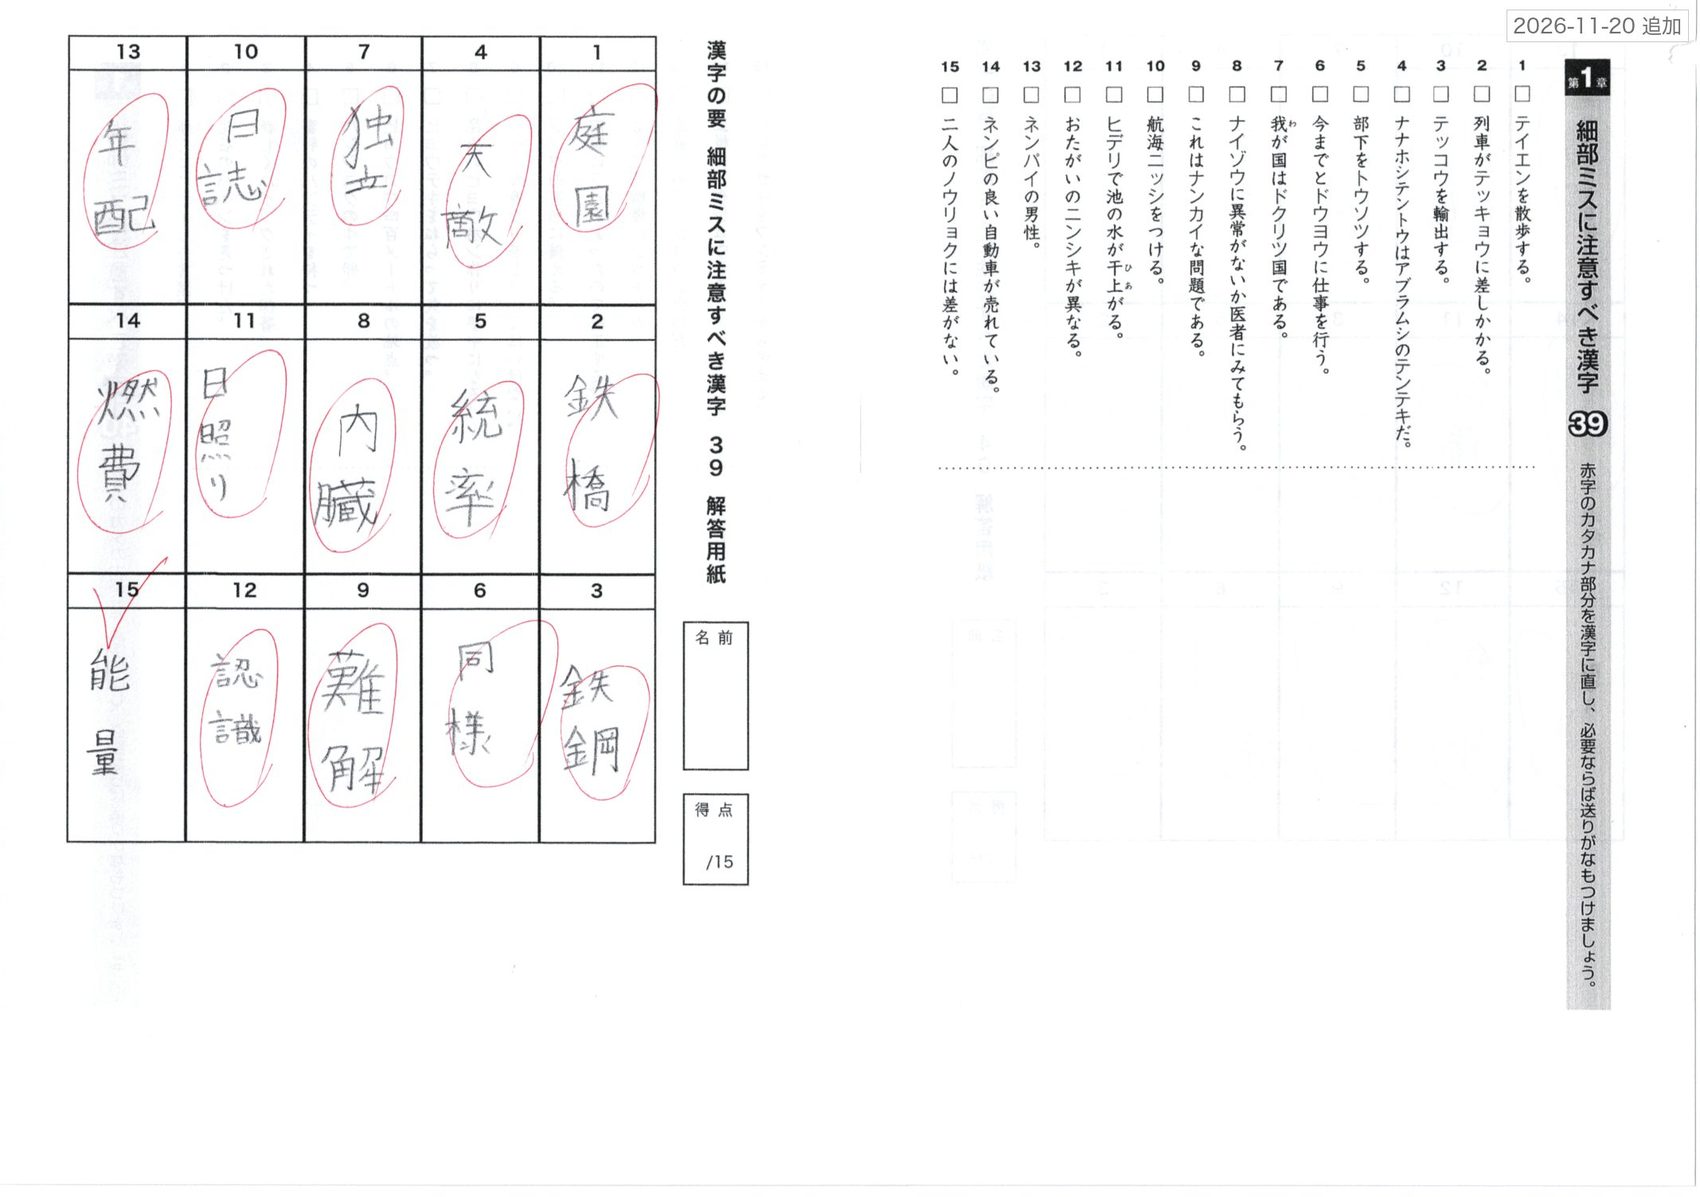 2026-11-20 追加
第1章 細部ミスに注意すべき漢字 39 赤字のカタカナ部分を漢字に直し、必要ならば送りがなもつけましょう。
1 □ テイエンを散歩する。
2 □ 列車がテッキョウに差しかかる。
3 □ テッコウを輸出する。
4 □ ナナホシテントウはアブラムシのテンテキだ。
5 □ 部下をトウソツする。
6 □ 今までとドウヨウに仕事を行う。
7 □ 我わが国はドクリツ国である。
8 □ ナイゾウに異常がないか医者にみてもらう。
9 □ これはナンカイな問題である。
10 □ 航海ニッシをつける。
11 □ ヒデリで池の水が干ひ上あがる。
12 □ おたがいのニンシキが異なる。
13 □ ネンパイの男性。
14 □ ネンピの良い自動車が売れている。
15 □ 二人のノウリョクには差がない。
漢字の要 細部ミスに注意すべき漢字 39 解答用紙
名前
得点
/15
1 庭園
2 鉄橋
3 鉄鋼
4 天敵
5 統率
6 同様
7 独立
8 内臓
9 難解
10 日誌
11 日照り
12 認識
13 年配
14 燃費
15 能量